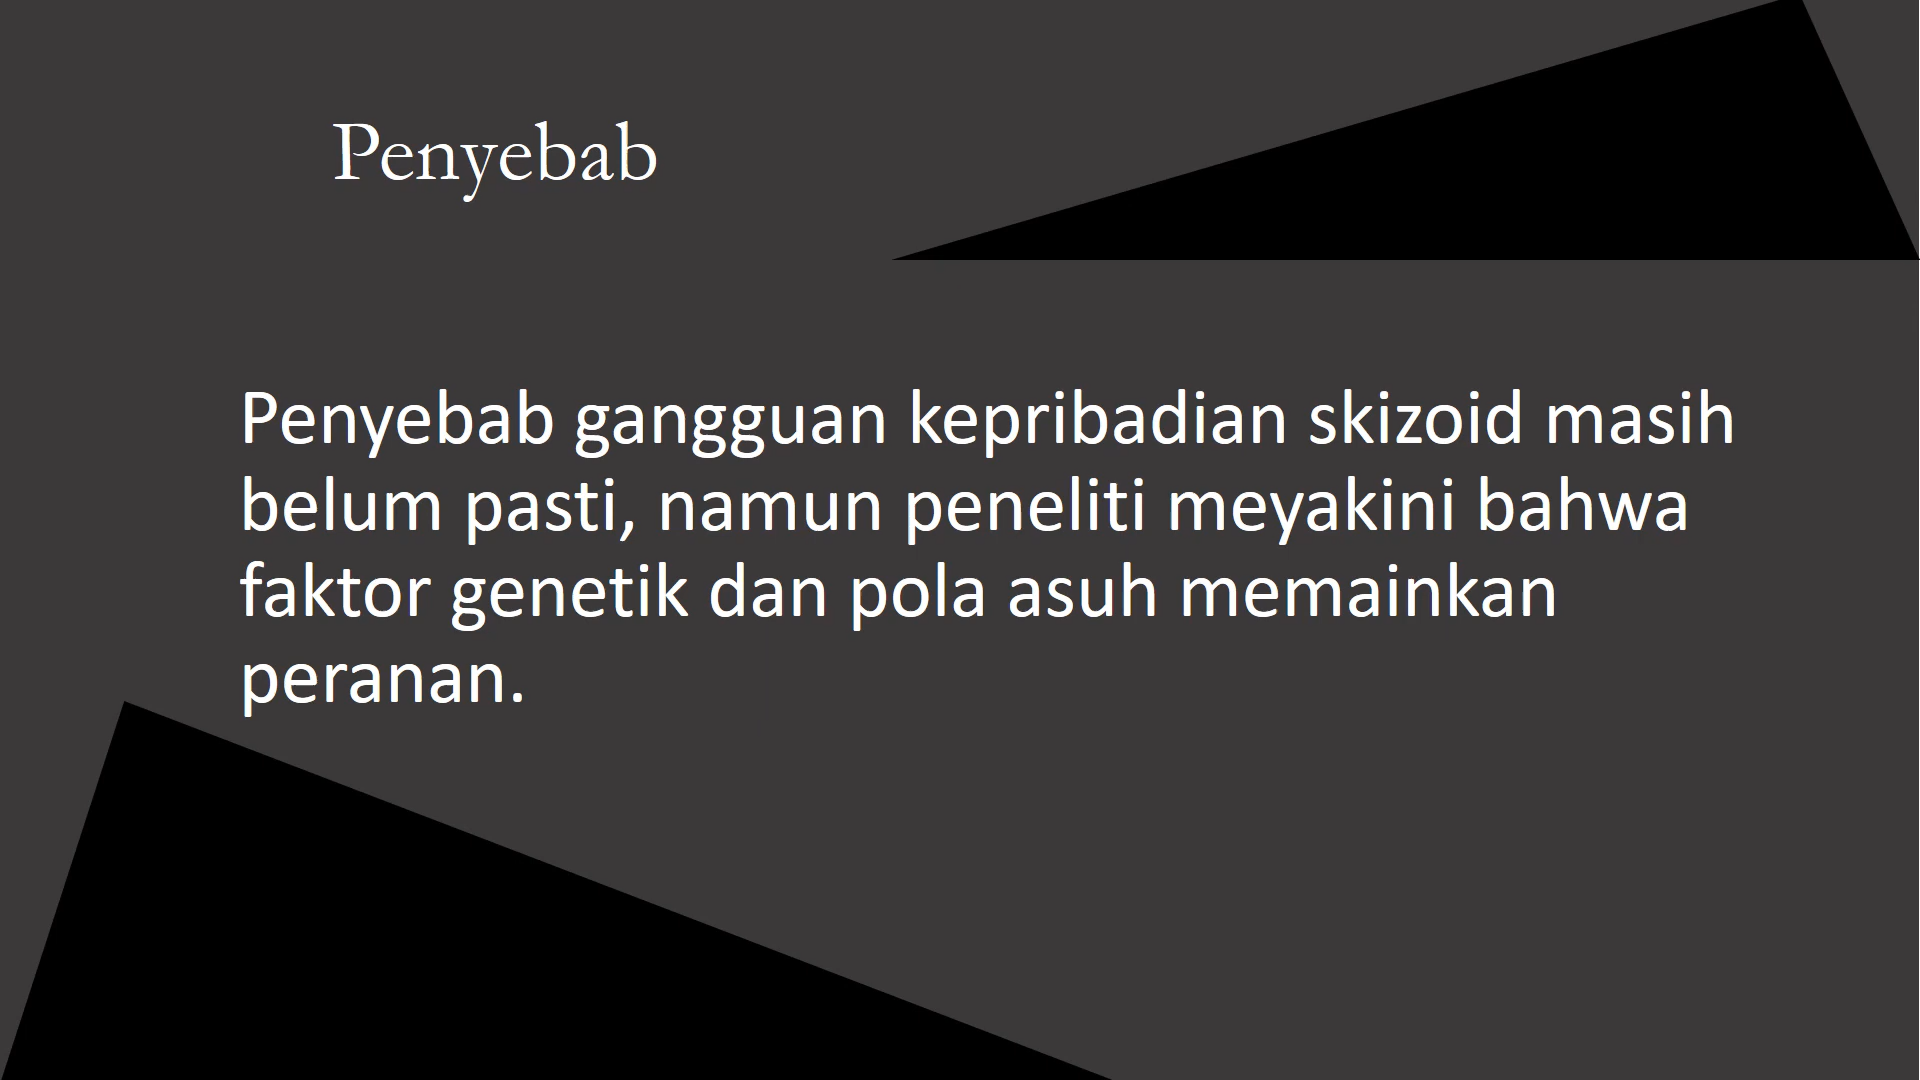 Penyebab
Penyebab gangguan kepribadian skizoid masih
belum pasti, namun peneliti meyakini bahwa
faktor genetik dan pola asuh memainkan
peranan.